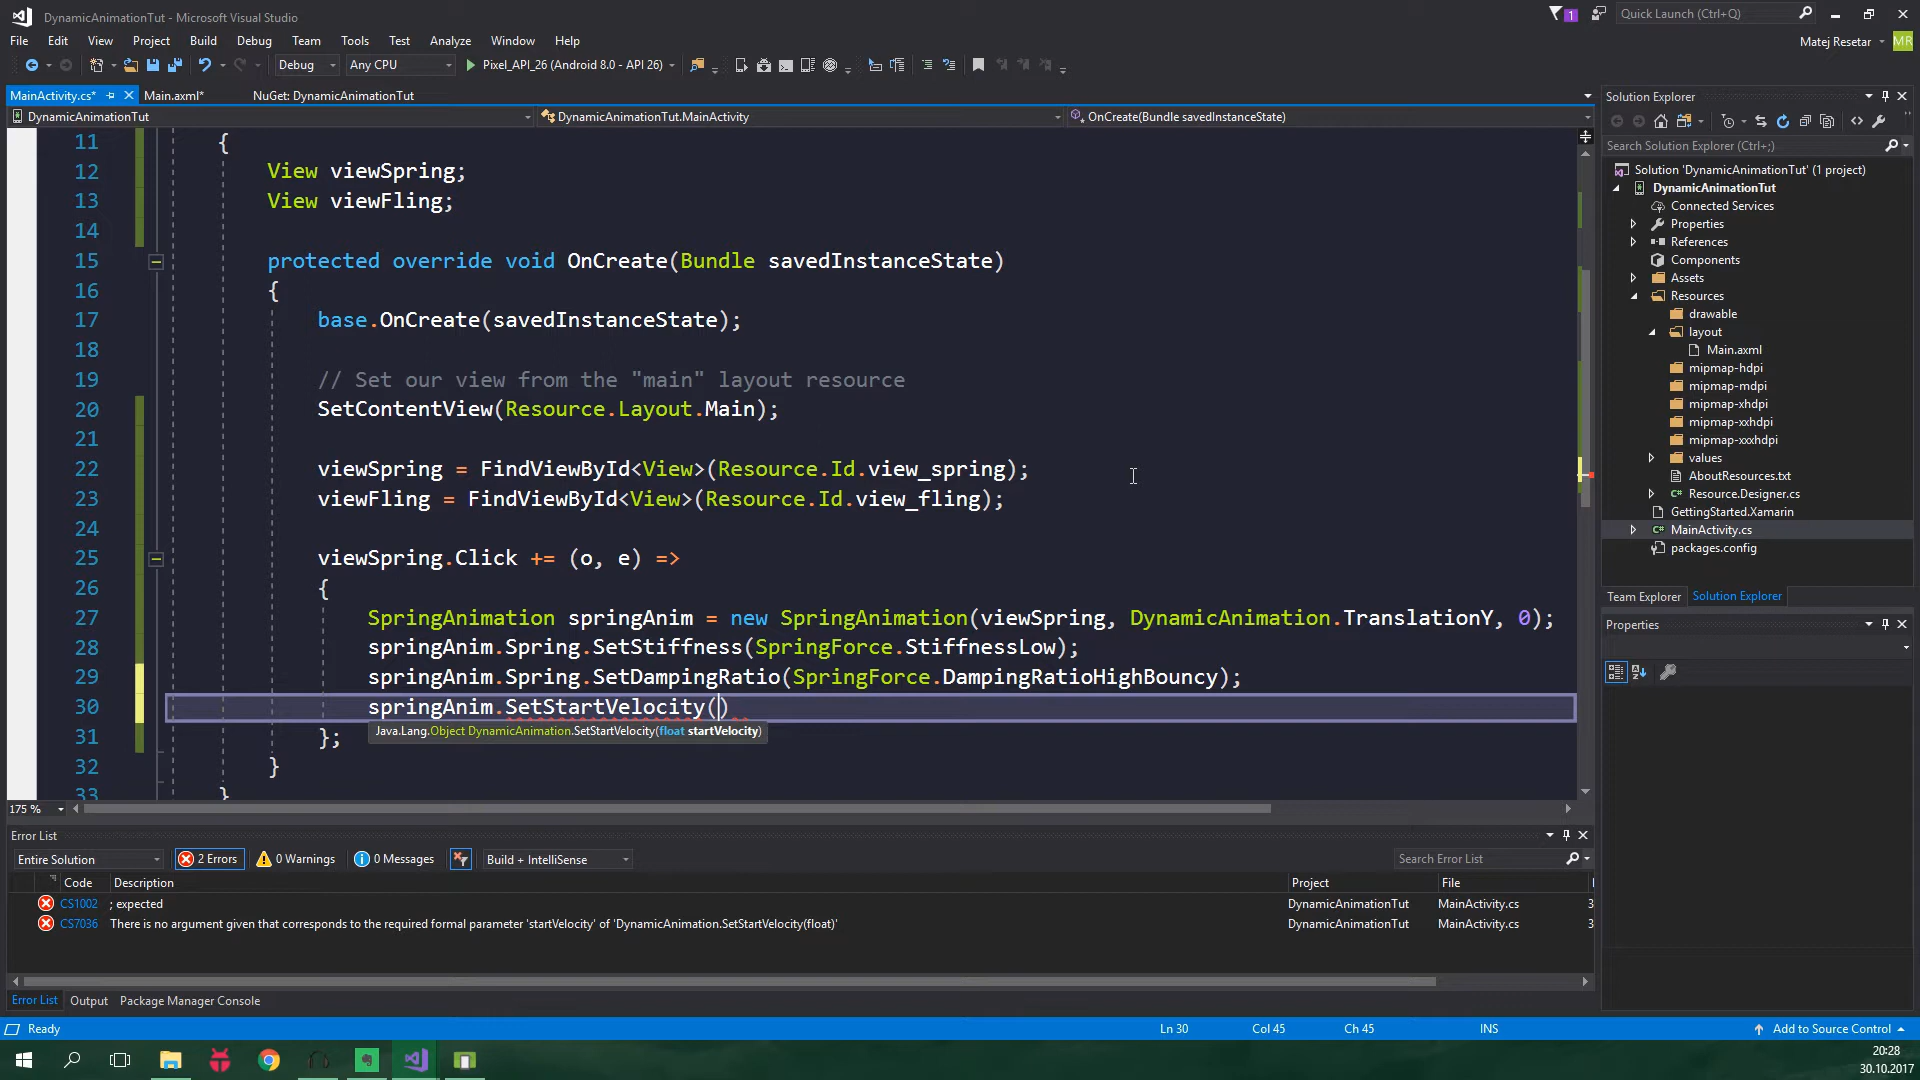 DynamicAnimationTut - Microsoft Visual Studio
1
Quick Launch (Ctrl+Q)
File Edit View Project Build Debug Team Tools Test Analyze Window Help
Matej Resetar MR
Debug Any CPU Pixel_API_26 (Android 8.0 - API 26)
MainActivity.cs* Main.axml* NuGet: DynamicAnimationTut
DynamicAnimationTut DynamicAnimationTut.MainActivity OnCreate(Bundle savedInstanceState)
11 {
12 View viewSpring;
13 View viewFling;
14
15 protected override void OnCreate(Bundle savedInstanceState)
16 {
17 base.OnCreate(savedInstanceState);
18
19 // Set our view from the "main" layout resource
20 SetContentView(Resource.Layout.Main);
21
22 viewSpring = FindViewById<View>(Resource.Id.view_spring);
23 viewFling = FindViewById<View>(Resource.Id.view_fling);
24
25 viewSpring.Click += (o, e) =>
26 {
27 SpringAnimation springAnim = new SpringAnimation(viewSpring, DynamicAnimation.TranslationY, 0);
28 springAnim.Spring.SetStiffness(SpringForce.StiffnessLow);
29 springAnim.Spring.SetDampingRatio(SpringForce.DampingRatioHighBouncy);
30 springAnim.SetStartVelocity()
Java.Lang.Object DynamicAnimation.SetStartVelocity(float startVelocity)
31 };
32 }
33 }
175 %
Solution Explorer
Search Solution Explorer (Ctrl+;)
Solution 'DynamicAnimationTut' (1 project)
DynamicAnimationTut
Connected Services
Properties
References
Components
Assets
Resources
drawable
layout
Main.axml
mipmap-hdpi
mipmap-mdpi
mipmap-xhdpi
mipmap-xxhdpi
mipmap-xxxhdpi
values
AboutResources.txt
Resource.Designer.cs
GettingStarted.Xamarin
MainActivity.cs
packages.config
Team Explorer Solution Explorer
Properties
Error List
Entire Solution 2 Errors 0 Warnings 0 Messages Build + IntelliSense Search Error List
Code Description Project File
CS1002 ; expected DynamicAnimationTut MainActivity.cs 3
CS7036 There is no argument given that corresponds to the required formal parameter 'startVelocity' of 'DynamicAnimation.SetStartVelocity(float)' DynamicAnimationTut MainActivity.cs 3
Error List Output Package Manager Console
Ready Ln 30 Col 45 Ch 45 INS Add to Source Control
20:28
30.10.2017